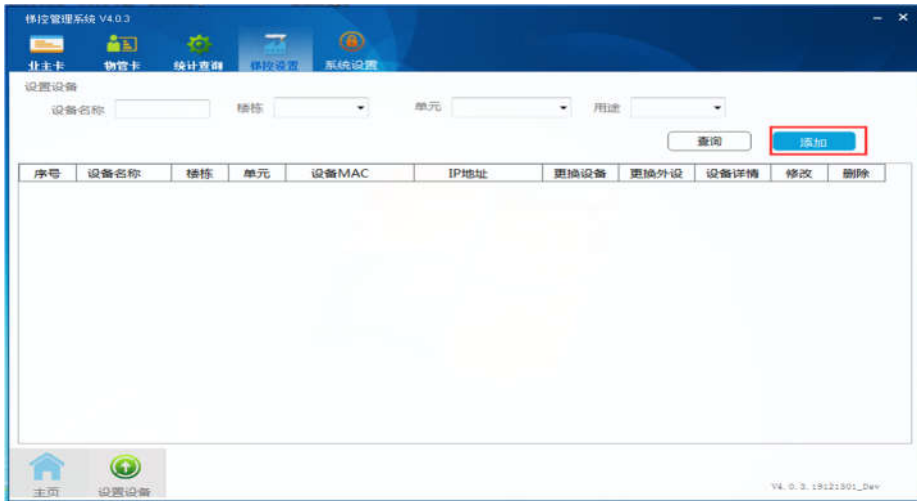 梯控管理系统 V4.0.3
业主卡 物管卡 统计查询 梯控设置 系统设置
设置设备
设备名称 楼栋 单元 用途
查询 添加
序号 设备名称 楼栋 单元 设备MAC IP地址 更换设备 更换外设 设备详情 修改 删除
主页 设置设备
V4.0.3.19121301_Dev